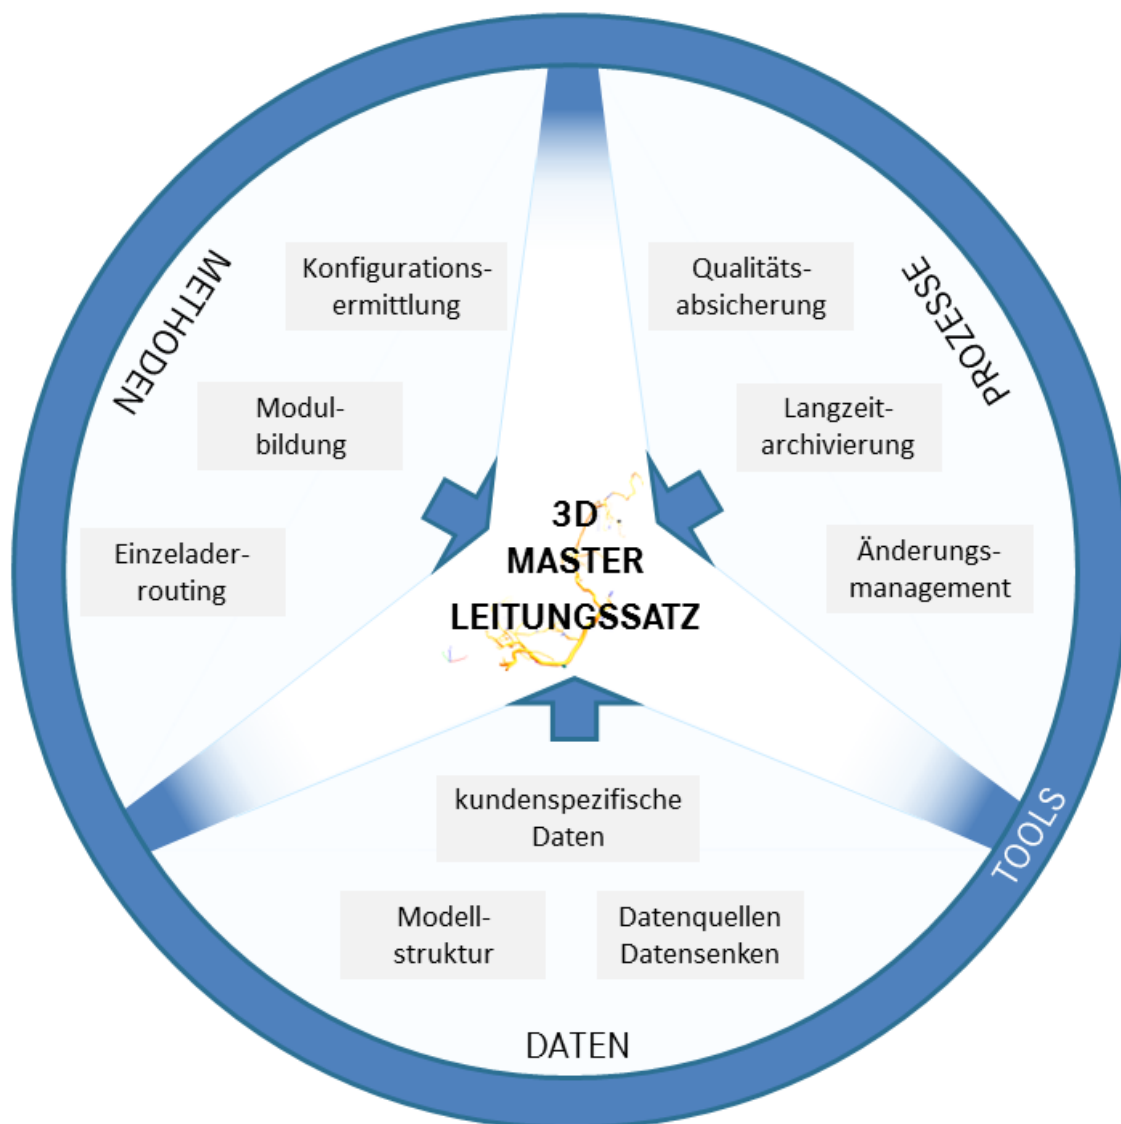 METHODEN
Konfigurations-
ermittlung
Modul-
bildung
Einzelader-
routing
PROZESSE
Qualitäts-
absicherung
Langzeit-
archivierung
Änderungs-
management
3D
MASTER
LEITUNGSSATZ
kundenspezifische
Daten
Modell-
struktur
Datenquellen
Datensenken
DATEN
TOOLS